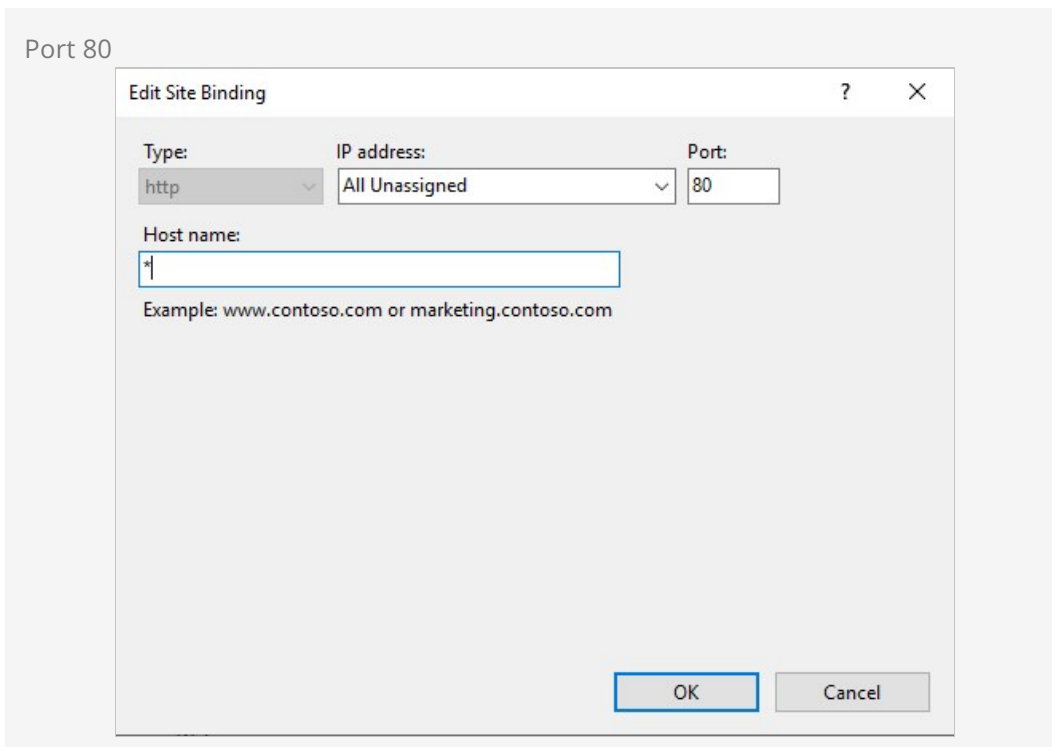 Port 80
Edit Site Binding ? ×
Type: IP address: Port:
http All Unassigned 80
Host name:
*
Example: www.contoso.com or marketing.contoso.com
OK Cancel